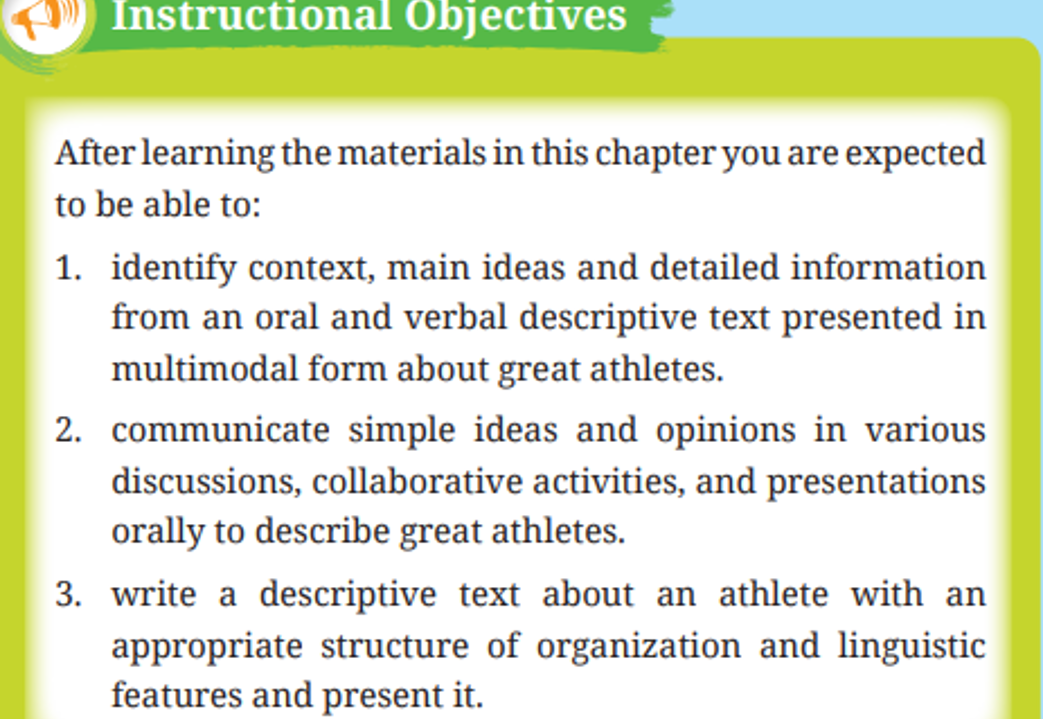 Instructional Objectives
After learning the materials in this chapter you are expected
to be able to:
1. identify context, main ideas and detailed information
from an oral and verbal descriptive text presented in
multimodal form about great athletes.
2. communicate simple ideas and opinions in various
discussions, collaborative activities, and presentations
orally to describe great athletes.
3. write a descriptive text about an athlete with an
appropriate structure of organization and linguistic
features and present it.